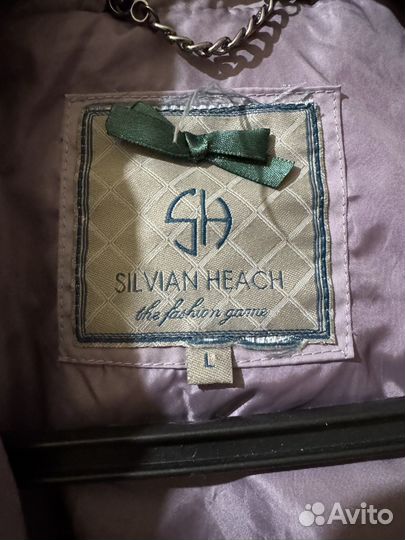 SH
SILVIAN HEACH
the fashion game
L
Avito